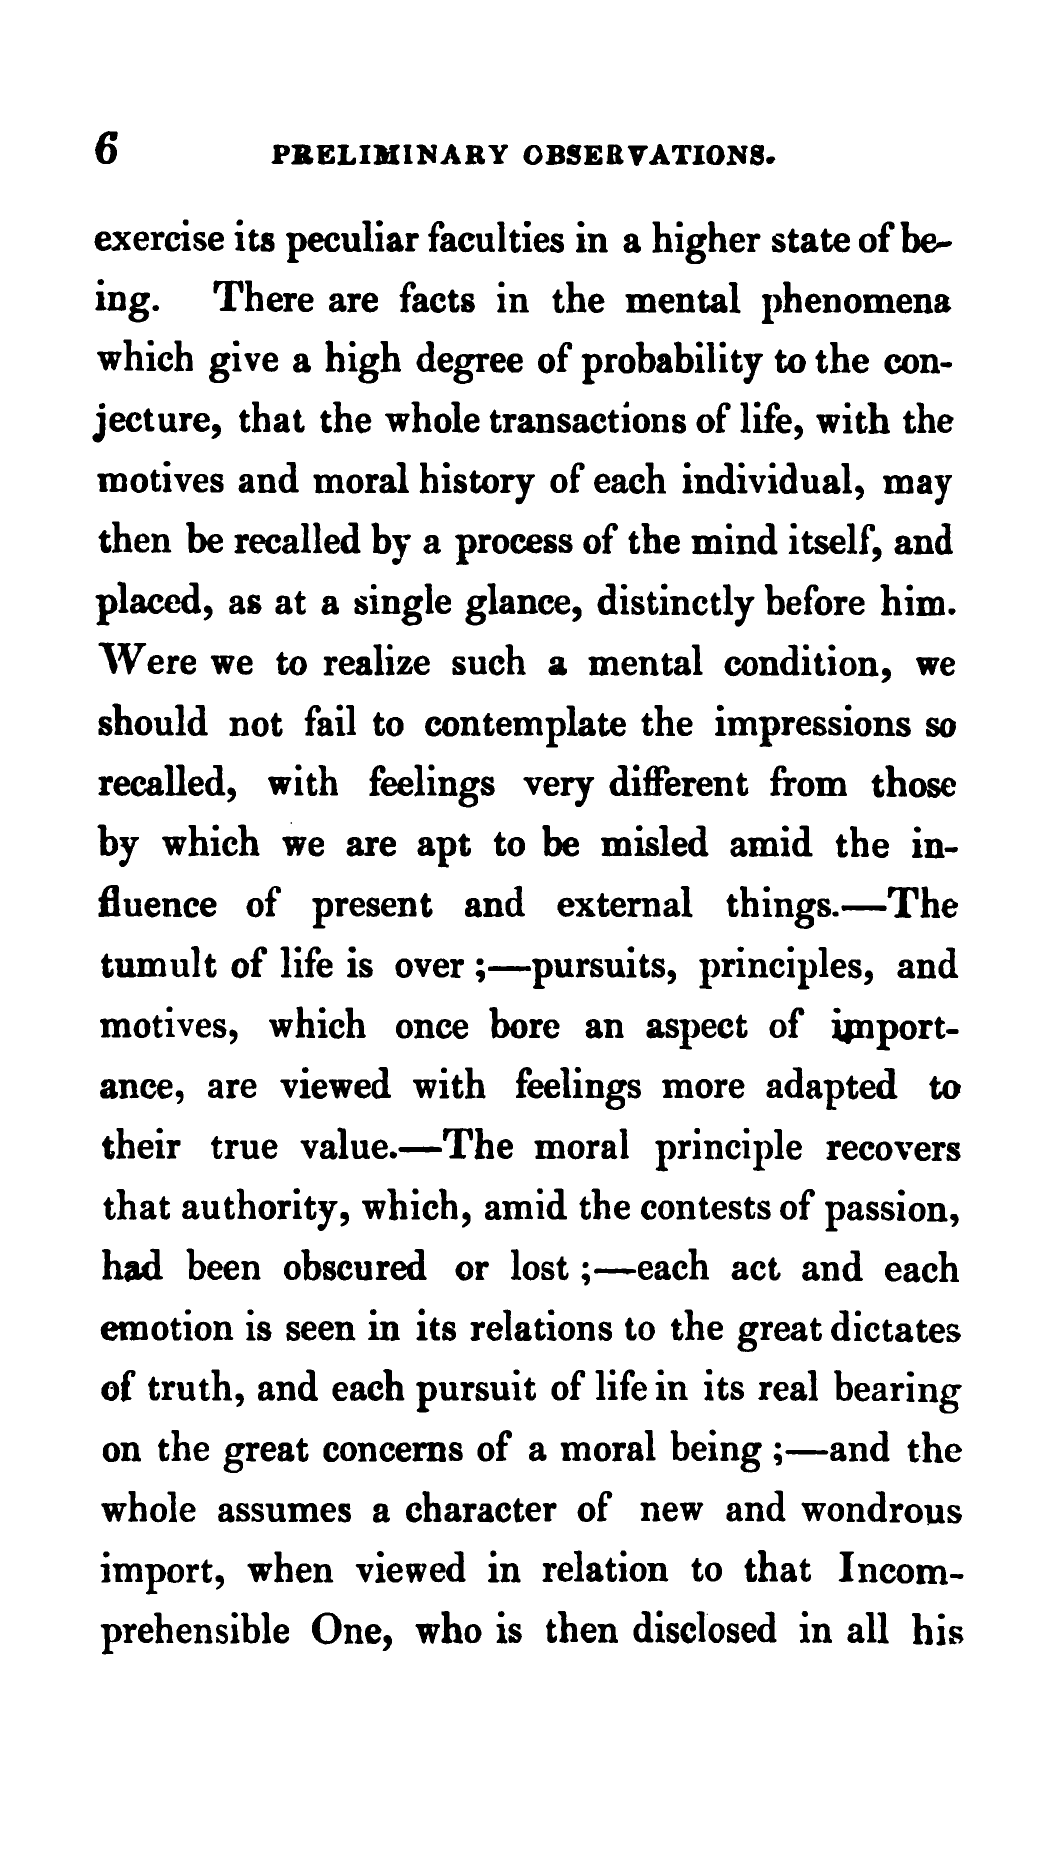 6 PRELIMINARY OBSERVATIONS.
exercise its peculiar faculties in a higher state of be-
ing. There are facts in the mental phenomena
which give a high degree of probability to the con-
jecture, that the whole transactions of life, with the
motives and moral history of each individual, may
then be recalled by a process of the mind itself, and
placed, as at a single glance, distinctly before him.
Were we to realize such a mental condition, we
should not fail to contemplate the impressions so
recalled, with feelings very different from those
by which we are apt to be misled amid the in-
fluence of present and external things.—The
tumult of life is over ;—pursuits, principles, and
motives, which once bore an aspect of import-
ance, are viewed with feelings more adapted to
their true value.—The moral principle recovers
that authority, which, amid the contests of passion,
had been obscured or lost ;—each act and each
emotion is seen in its relations to the great dictates
of truth, and each pursuit of life in its real bearing
on the great concerns of a moral being ;—and the
whole assumes a character of new and wondrous
import, when viewed in relation to that Incom-
prehensible One, who is then disclosed in all his